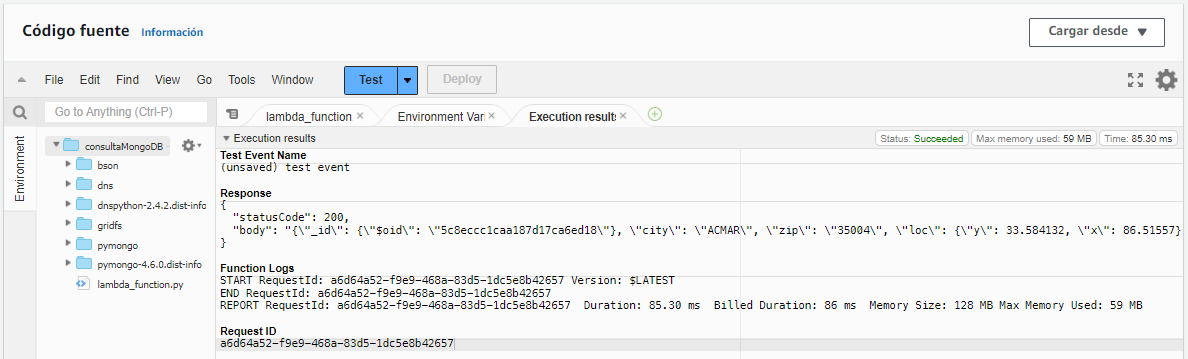 Código fuente Información
Cargar desde
File Edit Find View Go Tools Window Test Deploy
Go to Anything (Ctrl-P)
lambda_function
Environment Vari
Execution results
Environment
consultaMongoDB
bson
dns
dnspython-2.4.2.dist-info
gridfs
pymongo
pymongo-4.6.0.dist-info
lambda_function.py
Execution results
Status: Succeeded Max memory used: 59 MB Time: 85.30 ms
Test Event Name
(unsaved) test event
Response
{
"statusCode": 200,
"body": "{\"_id\": {\"$oid\": \"5c8eccc1caa187d17ca6ed18\"}, \"city\": \"ACMAR\", \"zip\": \"35004\", \"loc\": {\"y\": 33.584132, \"x\": 86.51557}
}
Function Logs
START RequestId: a6d64a52-f9e9-468a-83d5-1dc5e8b42657 Version: $LATEST
END RequestId: a6d64a52-f9e9-468a-83d5-1dc5e8b42657
REPORT RequestId: a6d64a52-f9e9-468a-83d5-1dc5e8b42657 Duration: 85.30 ms Billed Duration: 86 ms Memory Size: 128 MB Max Memory Used: 59 MB
Request ID
a6d64a52-f9e9-468a-83d5-1dc5e8b42657